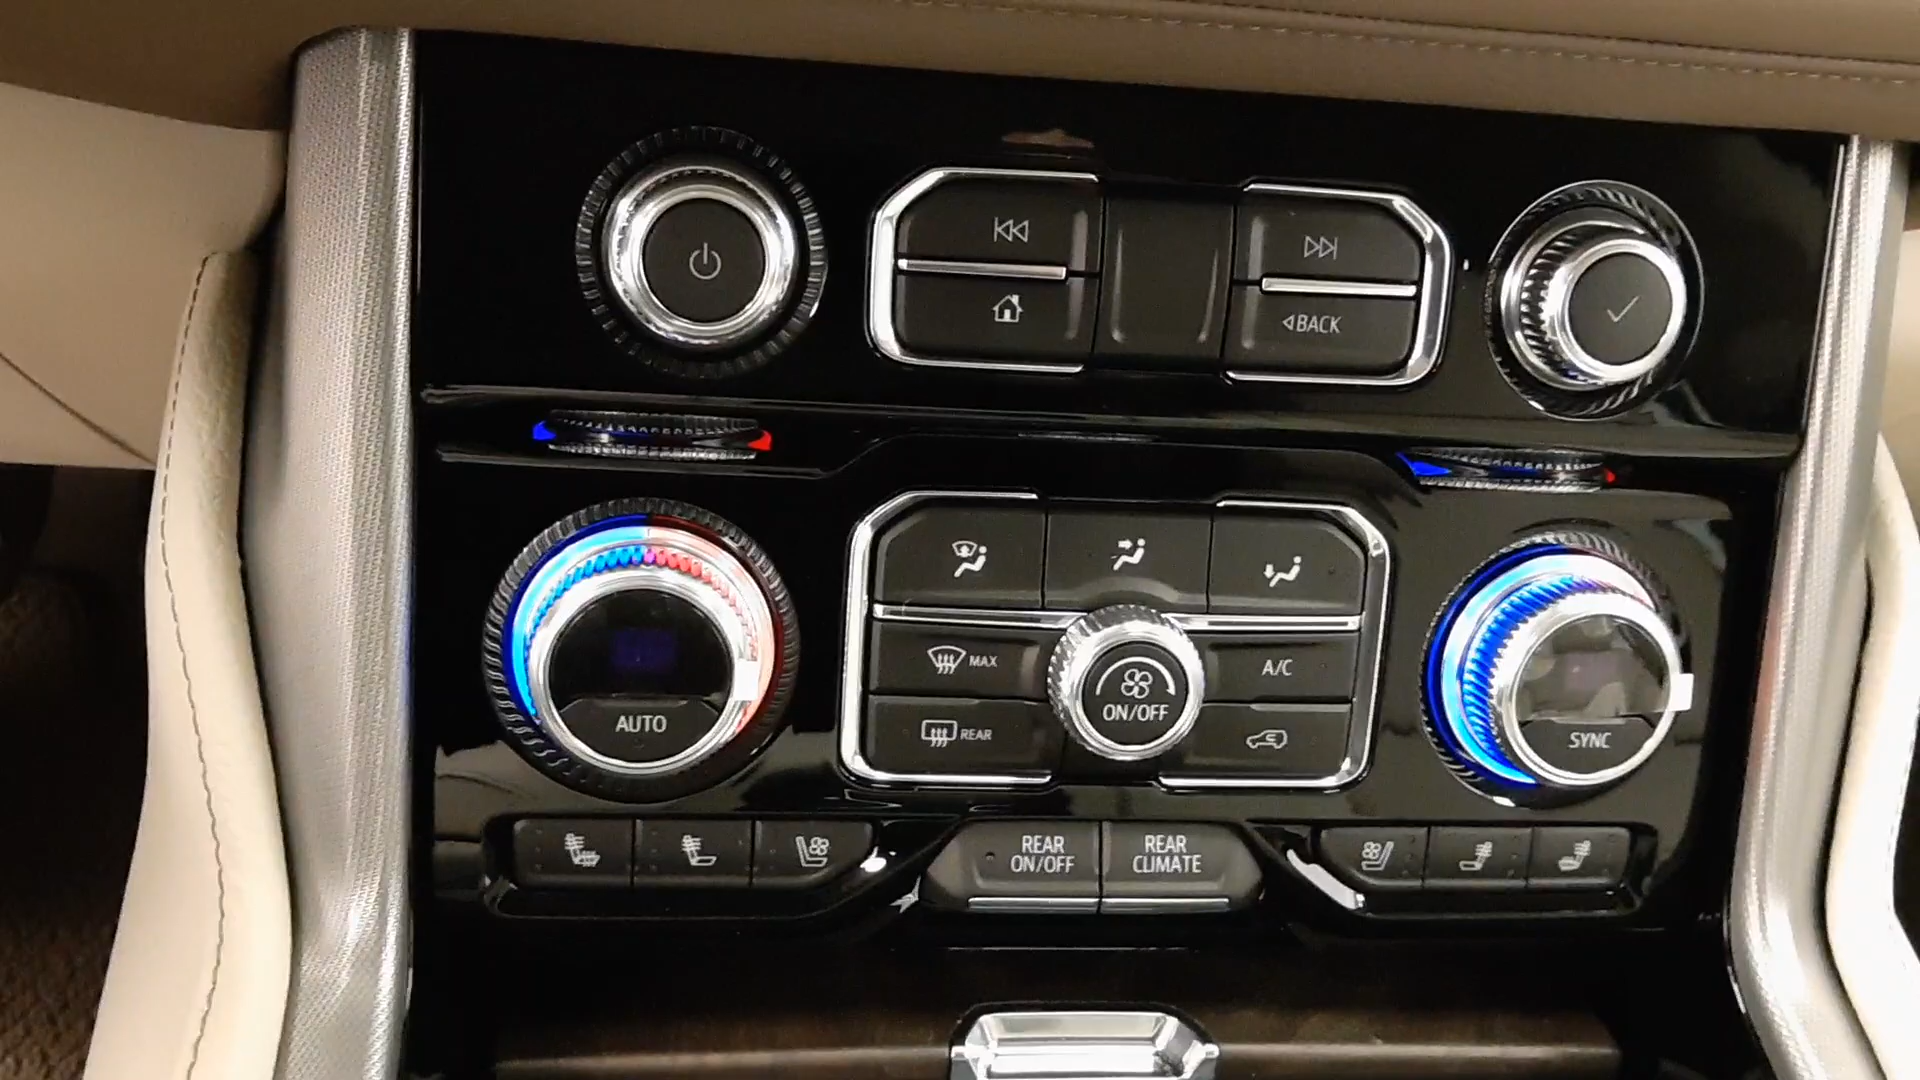 BACK
MAX
A/C
ON/OFF
AUTO
REAR
SYNC
REAR
ON/OFF
REAR
CLIMATE